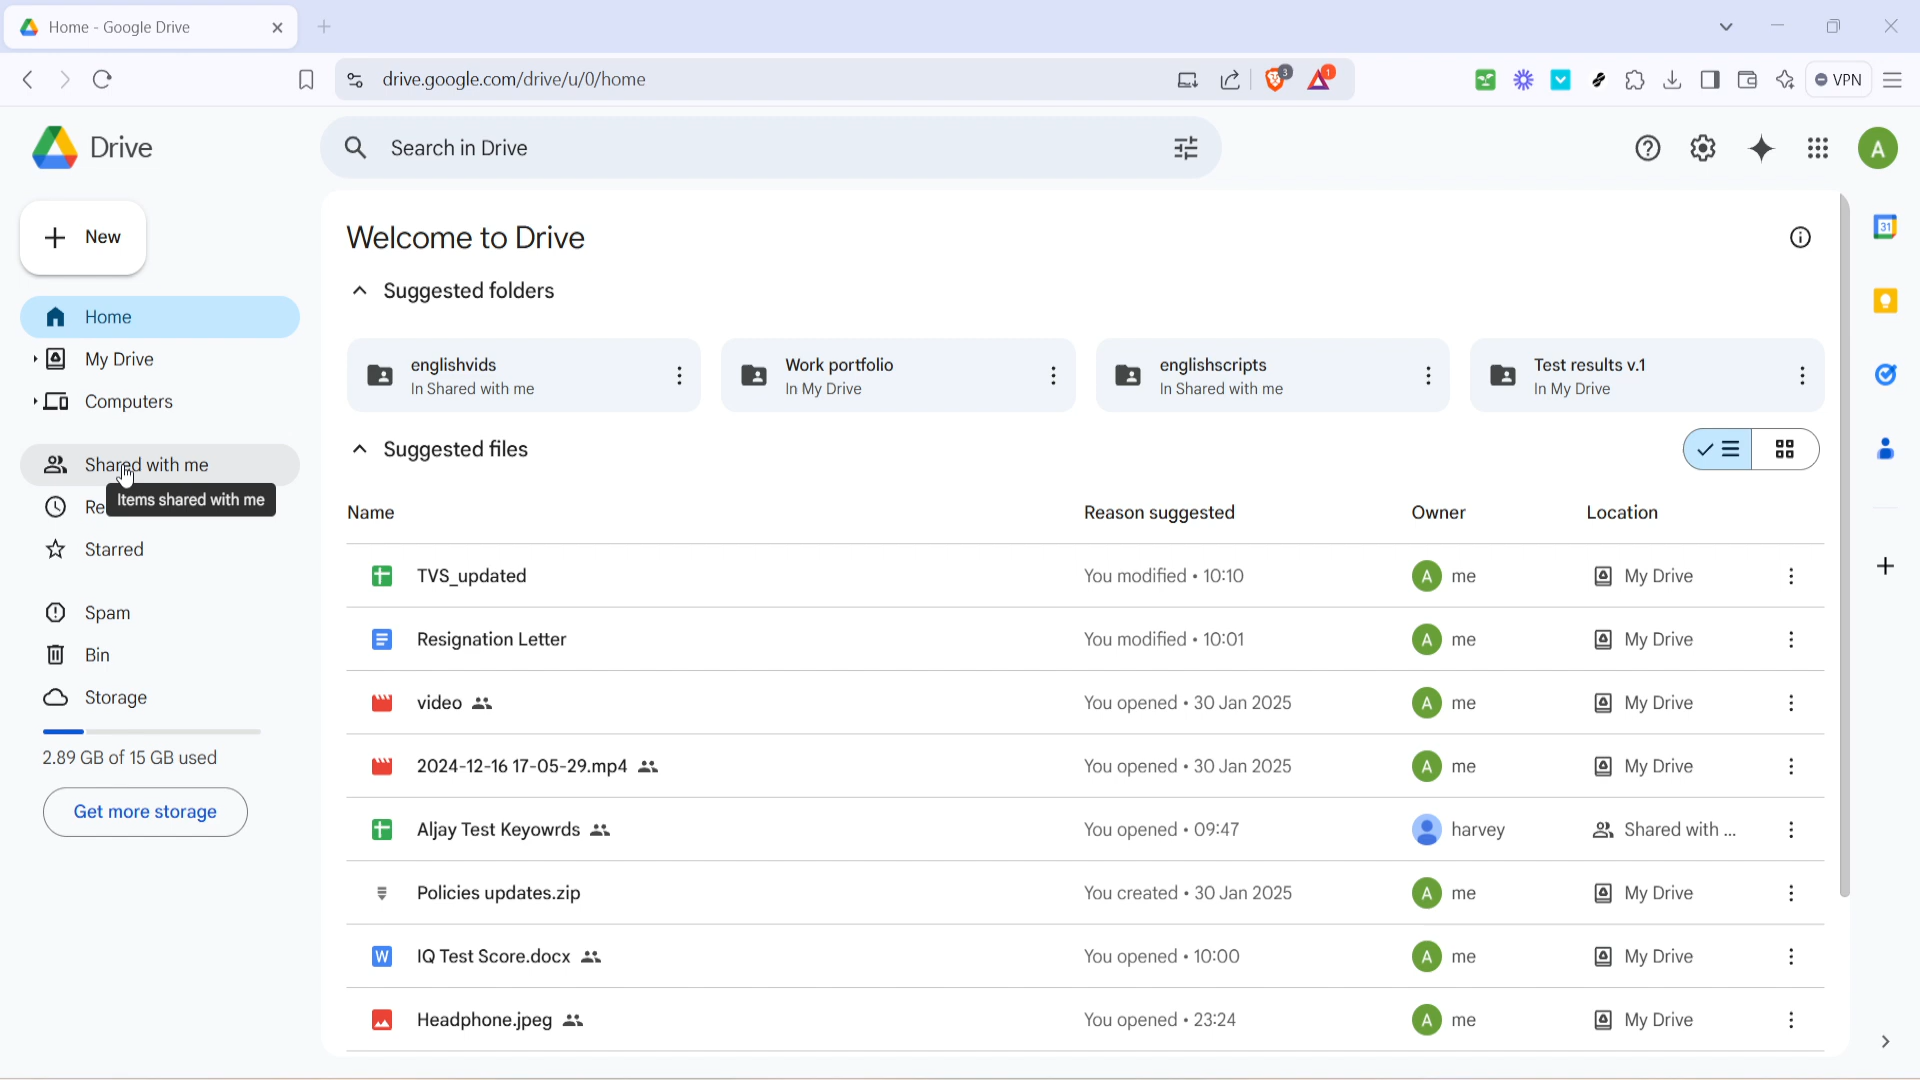 Home - Google Drive
drive.google.com/drive/u/0/home
3
1
VPN
Drive
Search in Drive
A
New
Home
My Drive
Computers
Shared with me
Items shared with me
Re
Starred
Spam
Bin
Storage
2.89 GB of 15 GB used
Get more storage
Welcome to Drive
Suggested folders
englishvids
In Shared with me
Work portfolio
In My Drive
englishscripts
In Shared with me
Test results v.1
In My Drive
Suggested files
Name Reason suggested Owner Location
TVS_updated You modified • 10:10 A me My Drive
Resignation Letter You modified • 10:01 A me My Drive
video You opened • 30 Jan 2025 A me My Drive
2024-12-16 17-05-29.mp4 You opened • 30 Jan 2025 A me My Drive
Aljay Test Keyowrds You opened • 09:47 harvey Shared with ...
Policies updates.zip You created • 30 Jan 2025 A me My Drive
W IQ Test Score.docx You opened • 10:00 A me My Drive
Headphone.jpeg You opened • 23:24 A me My Drive
31